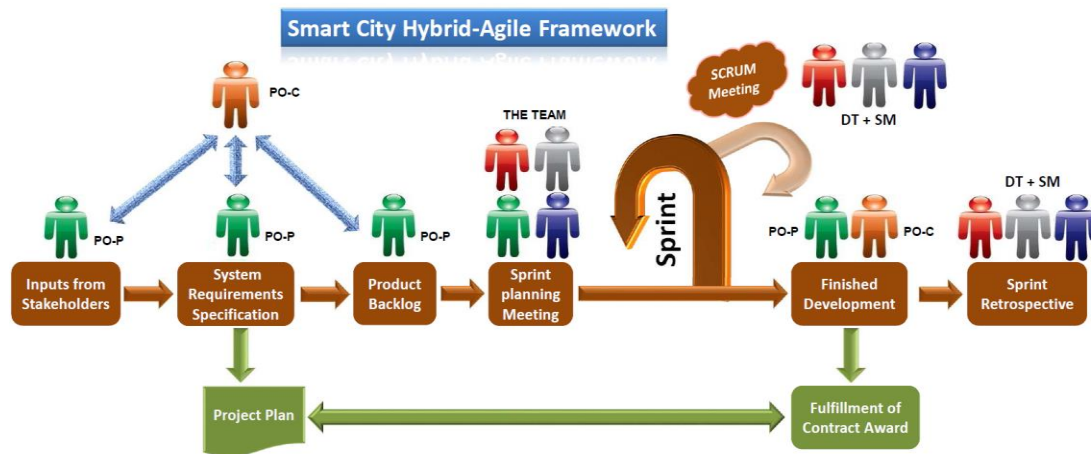 Smart City Hybrid-Agile Framework
PO-C
SCRUM
Meeting
THE TEAM
DT + SM
DT + SM
Sprint
PO-P
PO-P
PO-P
PO-P
PO-C
Inputs from
Stakeholders
System
Requirements
Specification
Product
Backlog
Sprint
planning
Meeting
Finished
Development
Sprint
Retrospective
Project Plan
Fulfillment of
Contract Award